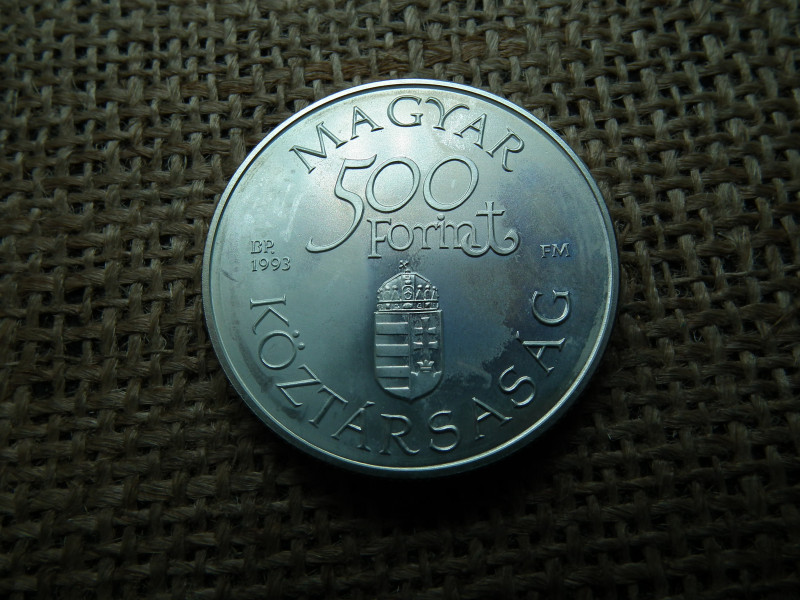 MAGYAR
500
Forint
BP.
1993
FM
KÖZTÁRSASÁG